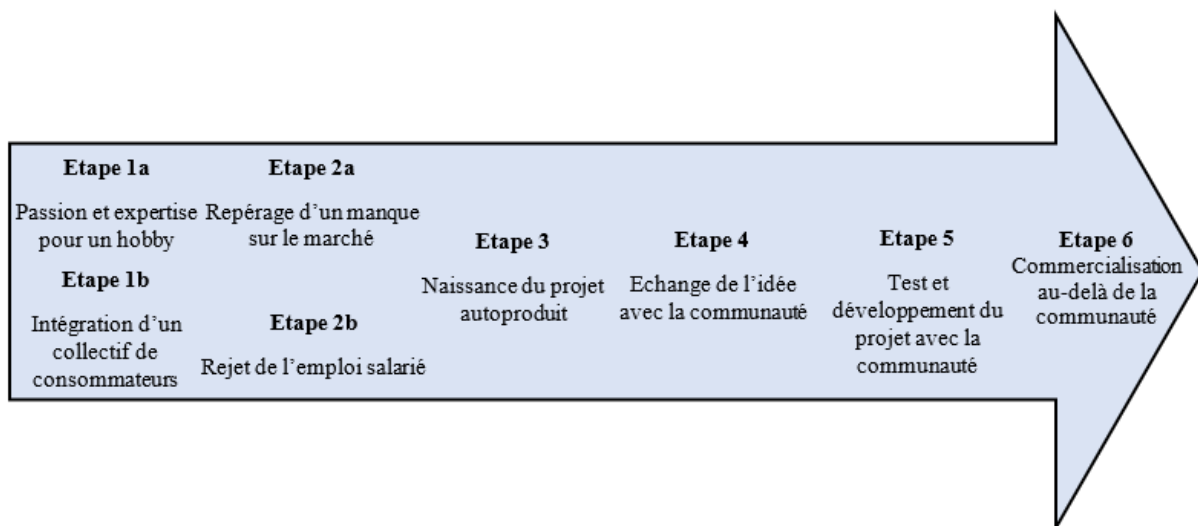 Etape 1a
Passion et expertise
pour un hobby
Etape 1b
Intégration d’un
collectif de
consommateurs
Etape 2a
Repérage d’un manque
sur le marché
Etape 2b
Rejet de l’emploi salarié
Etape 3
Naissance du projet
autoproduit
Etape 4
Echange de l’idée
avec la communauté
Etape 5
Test et
développement du
projet avec la
communauté
Etape 6
Commercialisation
au-delà de la
communauté